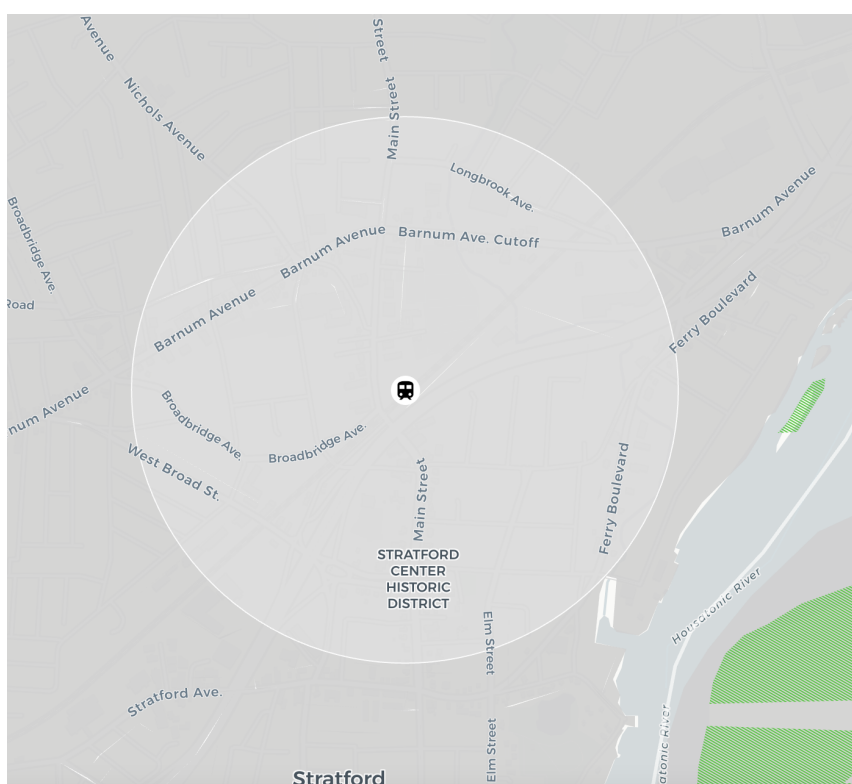 Avenue
Street
Nichols Avenue
Main Street
Longbrook Ave.
Barnum Avenue
Broadbridge Ave.
Barnum Avenue
Barnum Ave. Cutoff
Road
Barnum Avenue
Ferry Boulevard
num Avenue
Broadbridge Ave.
Broadbridge Ave.
West Broad St.
Main Street
Ferry Boulevard
STRATFORD
CENTER
HISTORIC
DISTRICT
Housatonic River
Elm Street
Stratford Ave.
Elm Street
atonic River
Stratford